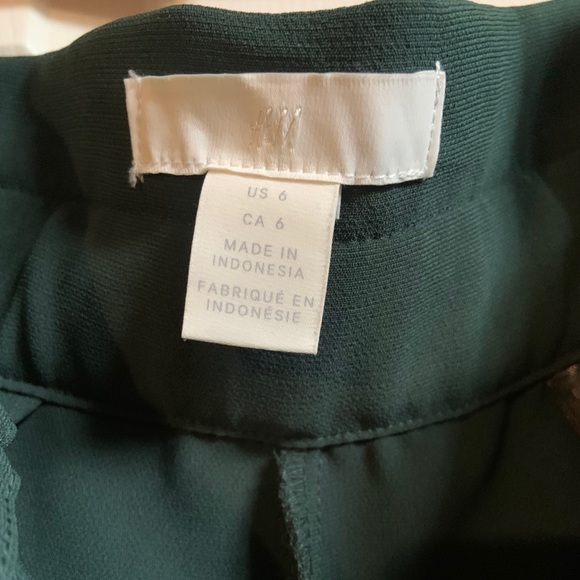 US 6
CA 6
MADE IN
INDONESIA
FABRIQUÉ EN
INDONÉSIE